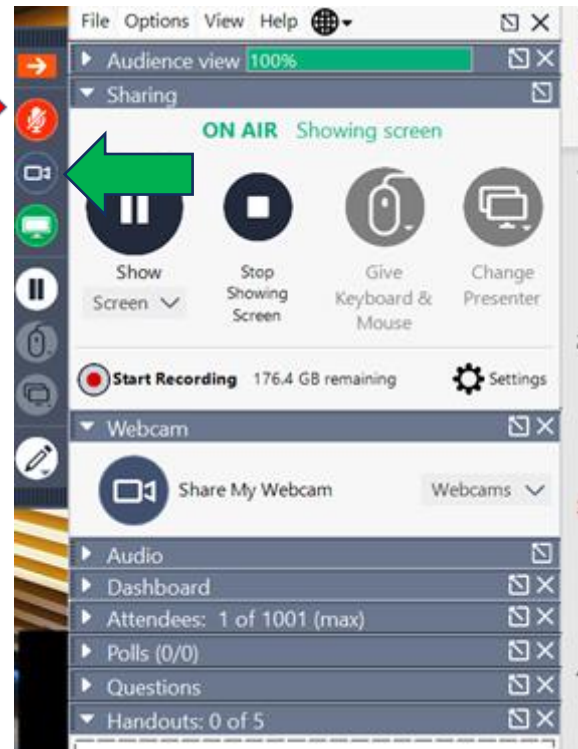 File Options View Help
Audience view 100%
Sharing
ON AIR Showing screen
Show
Screen
Stop
Showing
Screen
Give
Keyboard &
Mouse
Change
Presenter
Start Recording 176.4 GB remaining Settings
Webcam
Share My Webcam Webcams
Audio
Dashboard
Attendees: 1 of 1001 (max)
Polls (0/0)
Questions
Handouts: 0 of 5